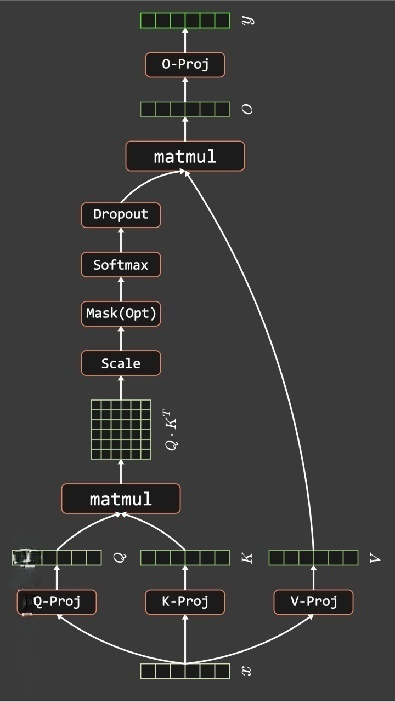 y
O-Proj
O
matmul
Dropout
Softmax
Mask(Opt)
Scale
Q · K^T
matmul
Q K V
Q-Proj K-Proj V-Proj
x